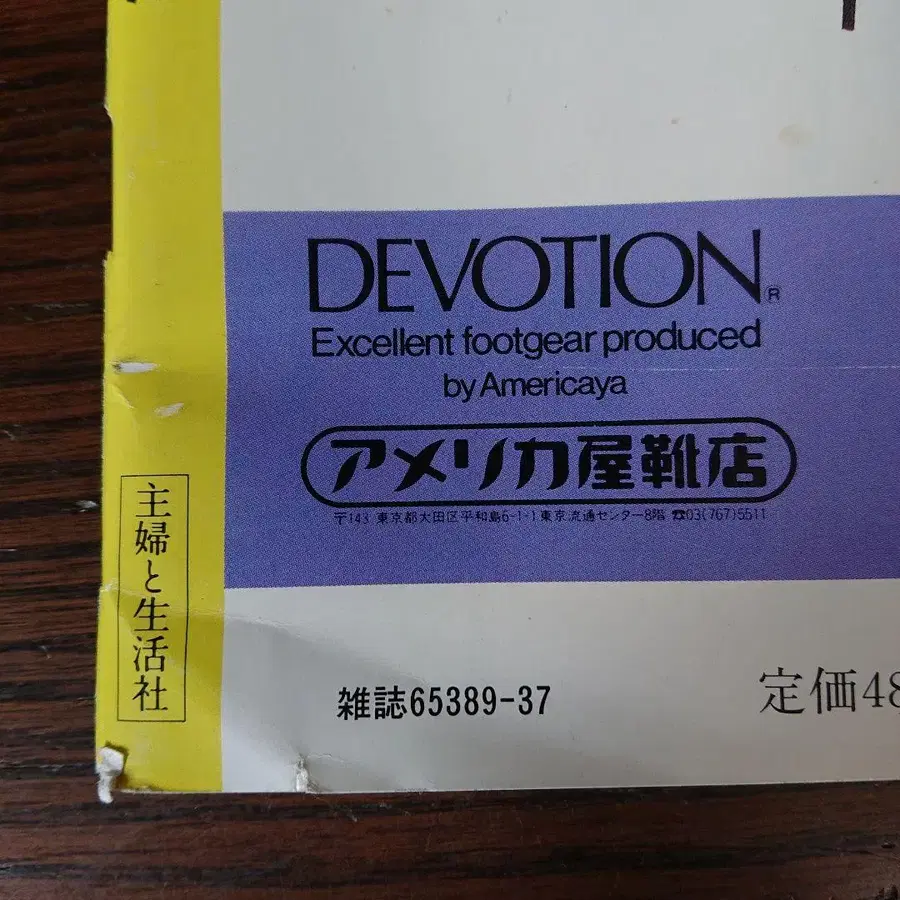 DEVOTION®
Excellent footgear produced
by Americaya
アメリカ屋靴店
〒143 東京都大田区平和島6-1-1東京流通センター8階 ☎03(767)5511
主婦と生活社
雑誌65389-37
定価48